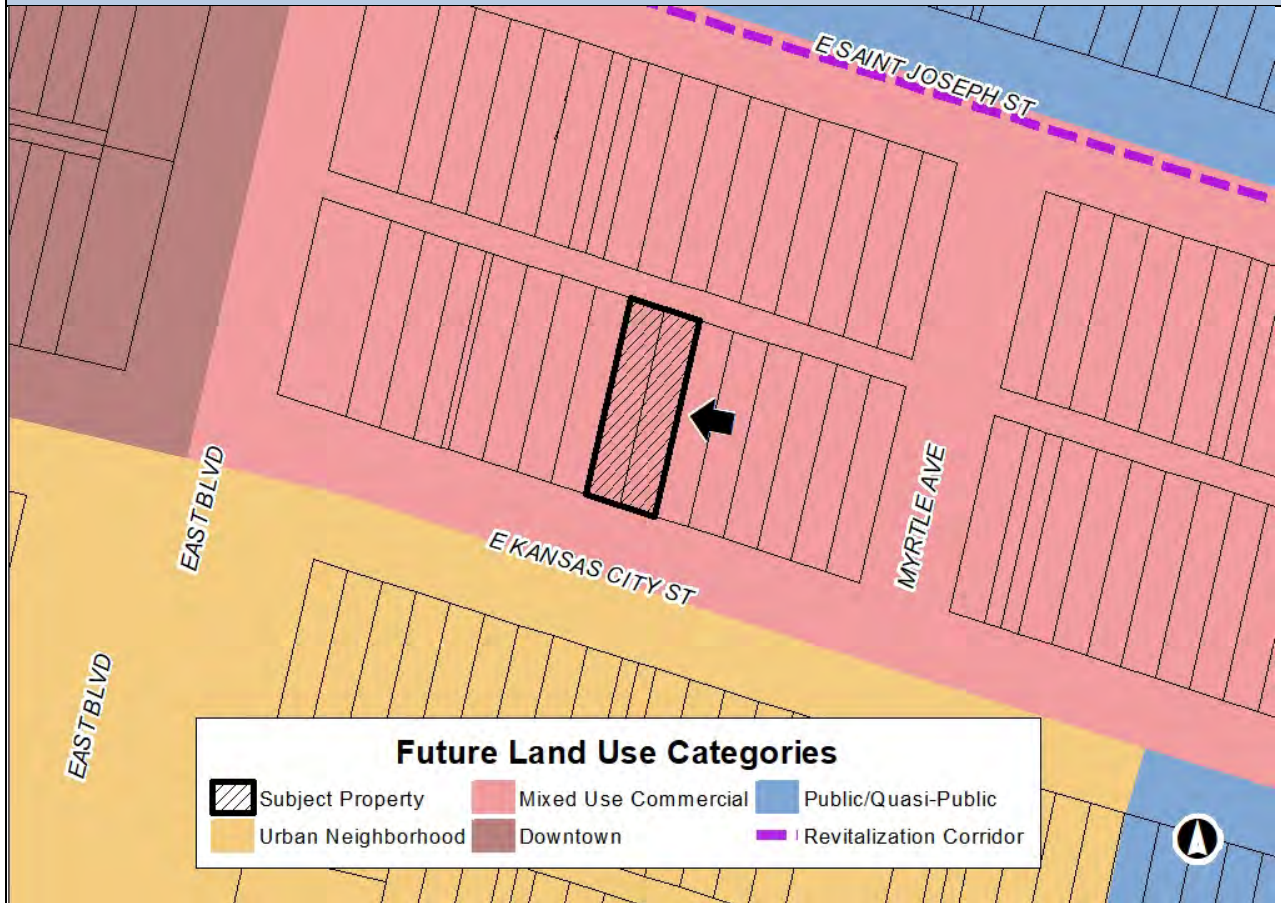 E SAINT JOSEPH ST
EAST BLVD
E KANSAS CITY ST
MYRTLE AVE
EAST BLVD
Future Land Use Categories
Subject Property
Mixed Use Commercial
Public/Quasi-Public
Urban Neighborhood
Downtown
Revitalization Corridor